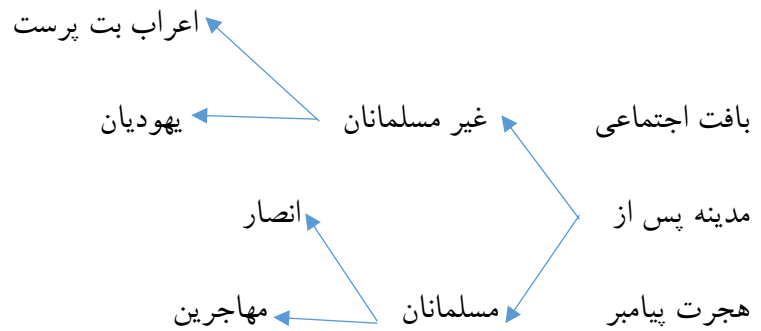 اعراب بت پرست
بافت اجتماعی غیر مسلمانان یهودیان
مدینه پس از انصار
هجرت پیامبر مسلمانان مهاجرین